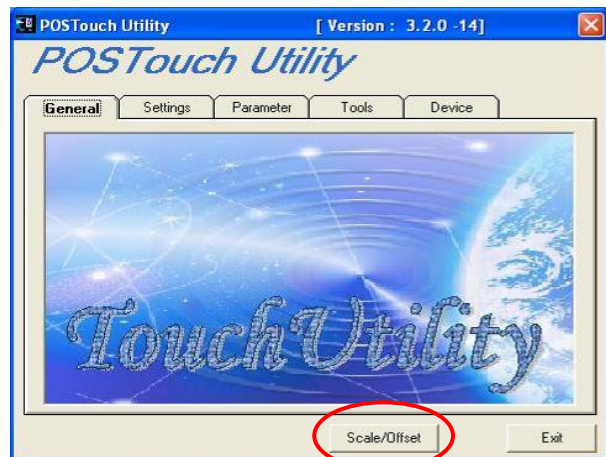 POSTouch Utility [ Version : 3.2.0 -14]
POSTouch Utility
General Settings Parameter Tools Device
TouchUtility
Scale/Offset Exit